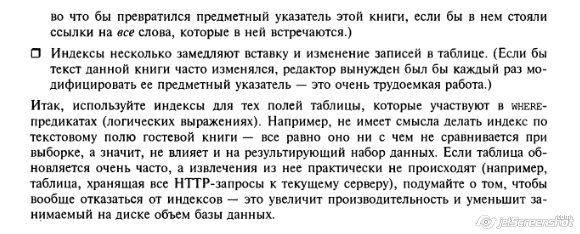 во что бы превратился предметный указатель этой книги, если бы в нем стояли
ссылки на все слова, которые в ней встречаются.)
❒ Индексы несколько замедляют вставку и изменение записей в таблице. (Если бы
текст данной книги часто изменялся, редактор вынужден был бы каждый раз мо-
дифицировать ее предметный указатель — это очень трудоемкая работа.)
Итак, используйте индексы для тех полей таблицы, которые участвуют в WHERE-
предикатах (логических выражениях). Например, не имеет смысла делать индекс по
текстовому полю гостевой книги — все равно оно ни с чем не сравнивается при
выборке, а значит, не влияет и на результирующий набор данных. Если таблица об-
новляется очень часто, а извлечения из нее практически не происходят (например,
таблица, хранящая все HTTP-запросы к текущему серверу), подумайте о том, чтобы
вообще отказаться от индексов — это увеличит производительность и уменьшит за-
нимаемый на диске объем базы данных.
jetScreenshot